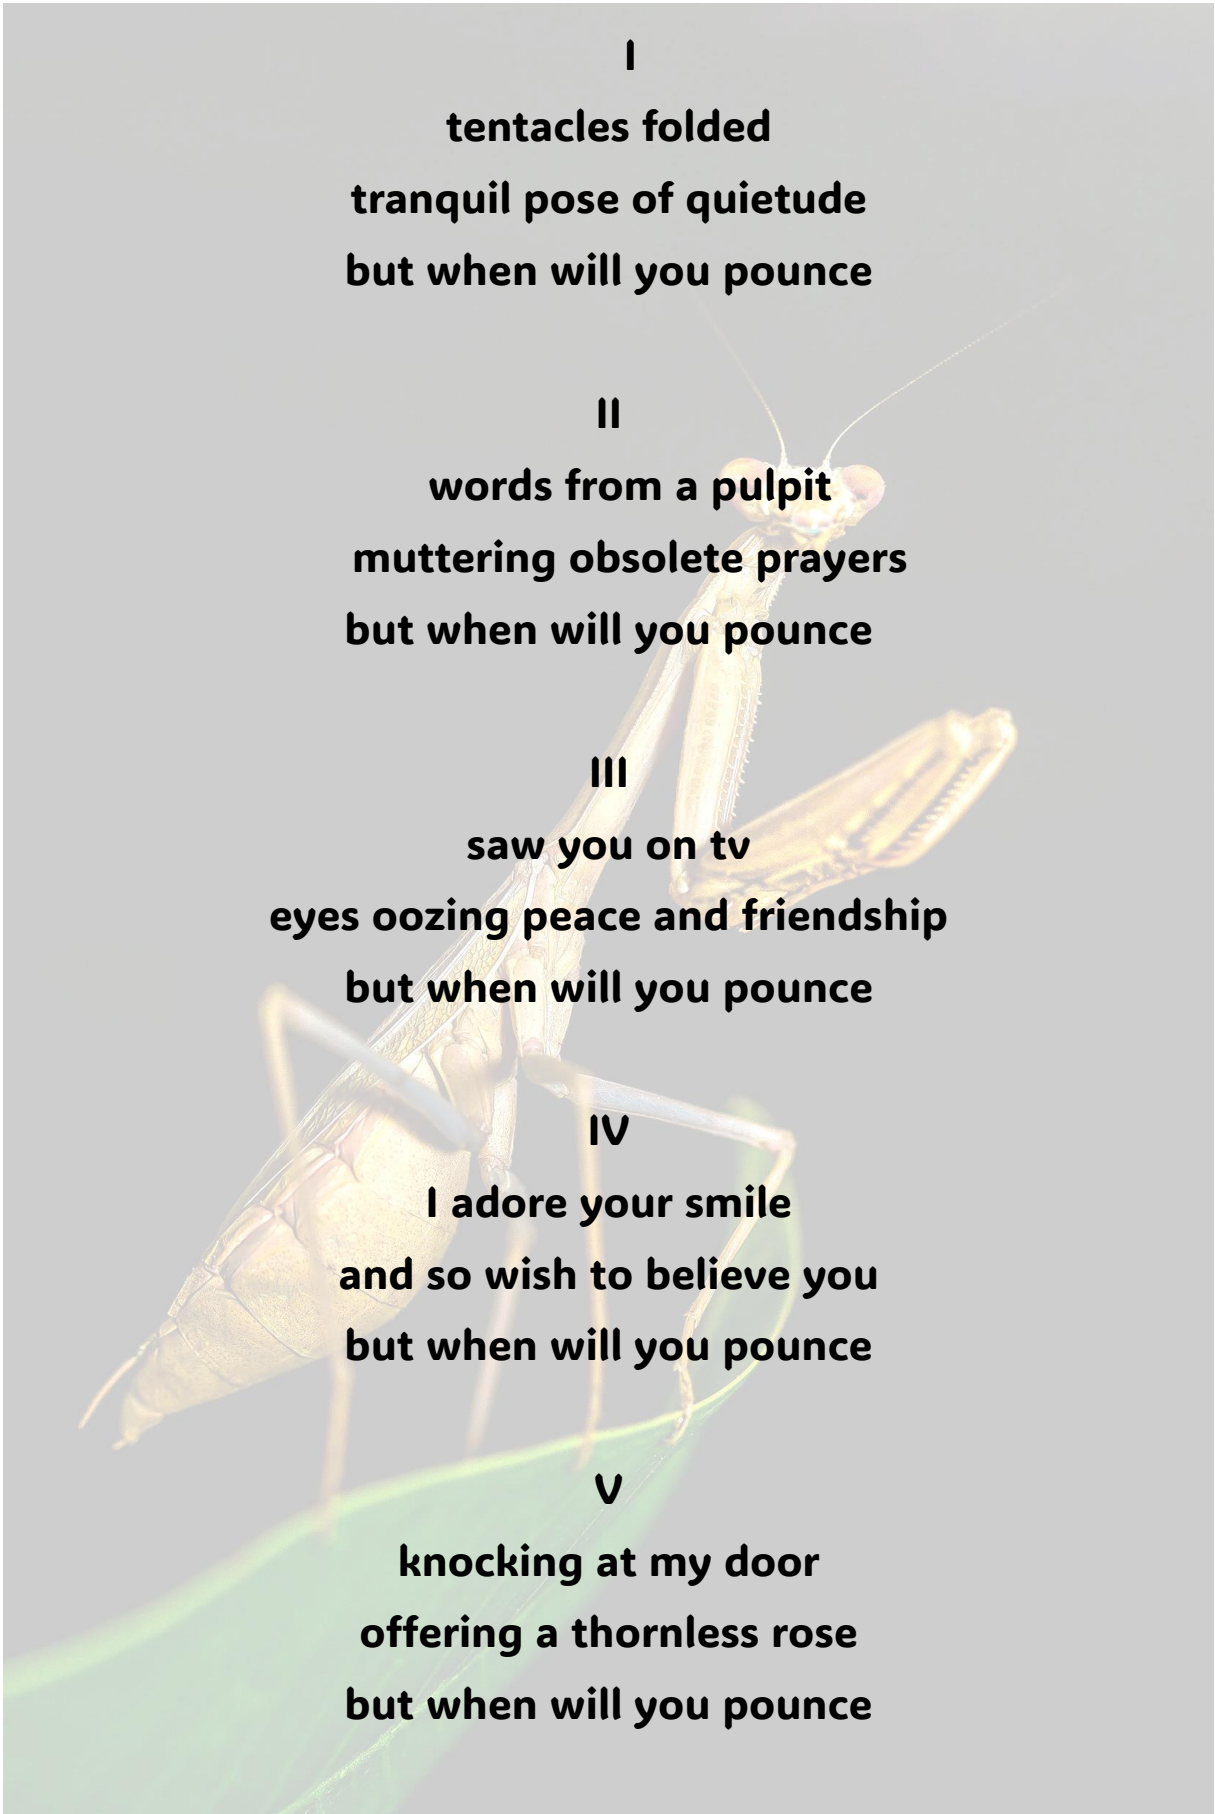 I
tentacles folded
tranquil pose of quietude
but when will you pounce
II
words from a pulpit
muttering obsolete prayers
but when will you pounce
III
saw you on tv
eyes oozing peace and friendship
but when will you pounce
IV
I adore your smile
and so wish to believe you
but when will you pounce
V
knocking at my door
offering a thornless rose
but when will you pounce